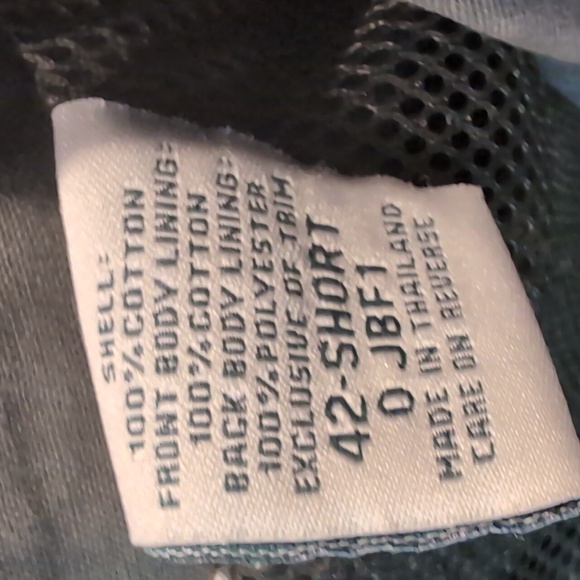 SHELL:
100% COTTON
FRONT BODY LINING:
100% COTTON
BACK BODY LINING:
100% POLYESTER
EXCLUSIVE OF TRIM
42-SHORT
0 JBF1
MADE IN THAILAND
CARE ON REVERSE